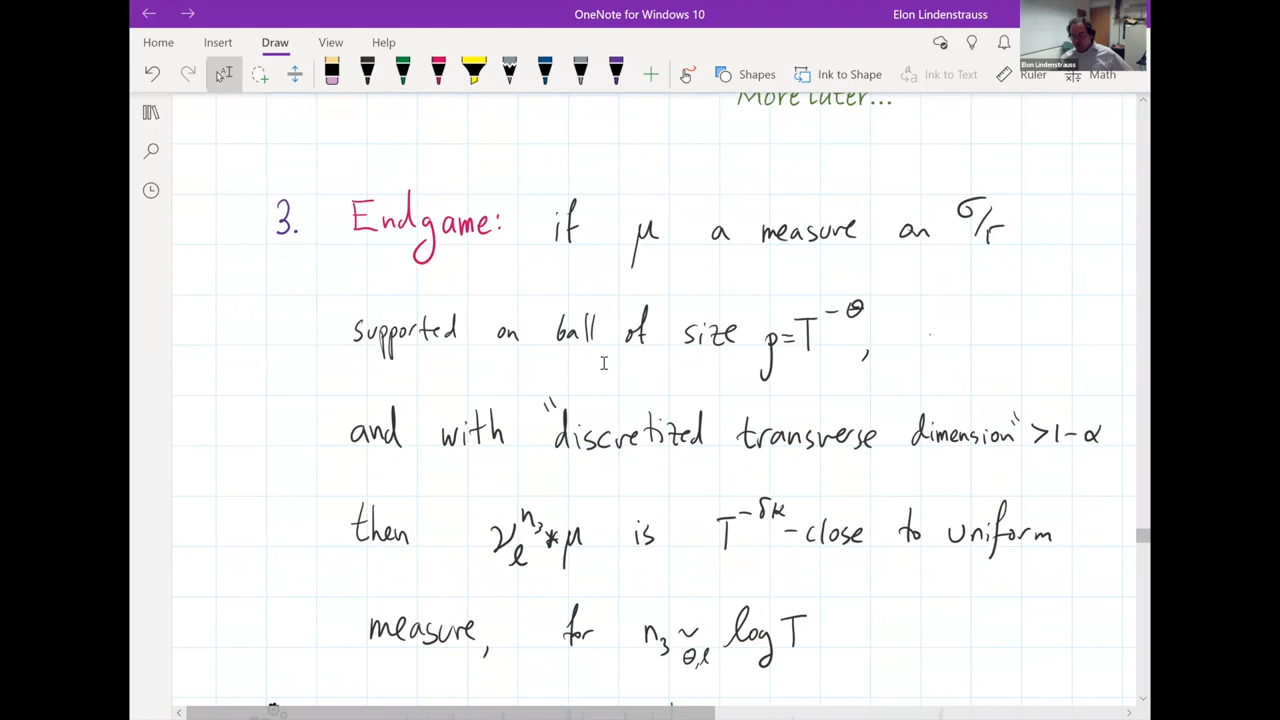 OneNote for Windows 10
Elon Lindenstrauss
Home Insert Draw View Help
Shapes Ink to Shape Ink to Text Ruler Math
Elon Lindenstrauss
More later...
3. Endgame: if μ a measure on G/Γ
supported on ball of size ρ=T^{-θ},
and with "discretized transverse dimension" >1-α
then ν_ℓ^{n_3} * μ is T^{-δκ}-close to uniform
measure, for n_3 ~_{θ,ℓ} log T